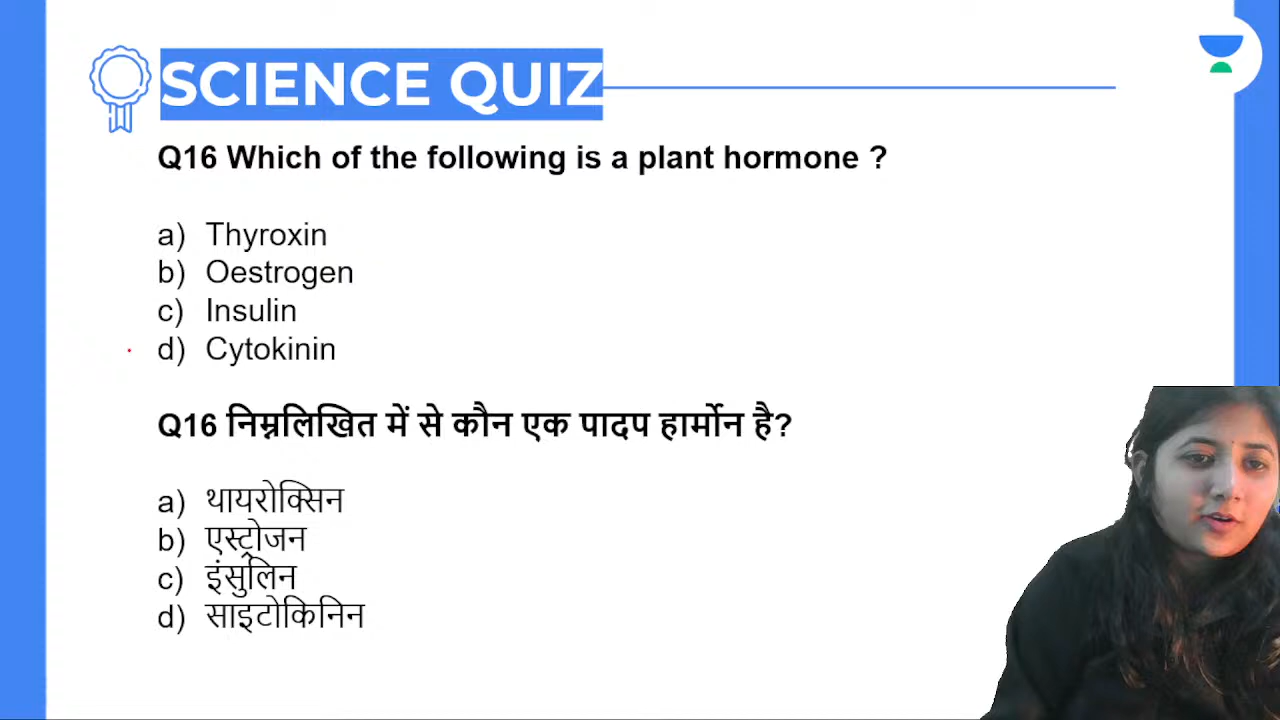 SCIENCE QUIZ
Q16 Which of the following is a plant hormone ?
a) Thyroxin
b) Oestrogen
c) Insulin
d) Cytokinin
Q16 निम्नलिखित में से कौन एक पादप हार्मोन है?
a) थायरोक्सिन
b) एस्ट्रोजन
c) इंसुलिन
d) साइटोकिनिन